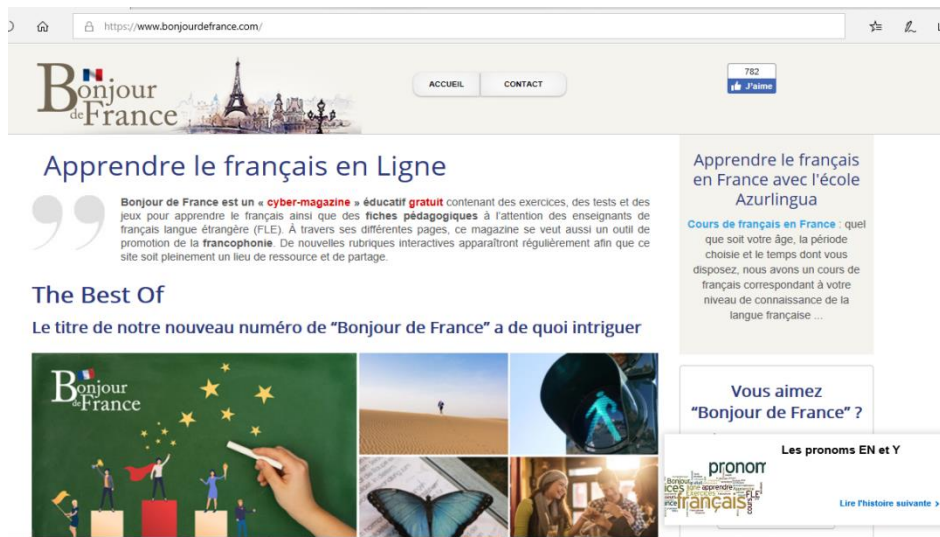 https://www.bonjourdefrance.com/
Bonjour
de France
ACCUEIL
CONTACT
782
J'aime
Apprendre le français en Ligne
Bonjour de France est un « cyber-magazine » éducatif gratuit contenant des exercices, des tests et des
jeux pour apprendre le français ainsi que des fiches pédagogiques à l'attention des enseignants de
français langue étrangère (FLE). À travers ses différentes pages, ce magazine se veut aussi un outil de
promotion de la francophonie. De nouvelles rubriques interactives apparaîtront régulièrement afin que ce
site soit pleinement un lieu de ressource et de partage.
The Best Of
Le titre de notre nouveau numéro de “Bonjour de France” a de quoi intriguer
Bonjour
de France
Apprendre le français
en France avec l'école
Azurlingua
Cours de français en France : quel
que soit votre âge, la période
choisie et le temps dont vous
disposez, nous avons un cours de
français correspondant à votre
niveau de connaissance de la
langue française ...
Vous aimez
“Bonjour de France” ?
Les pronoms EN et Y
pronom
apprendre
français
FLE
cours
Lire l'histoire suivante >